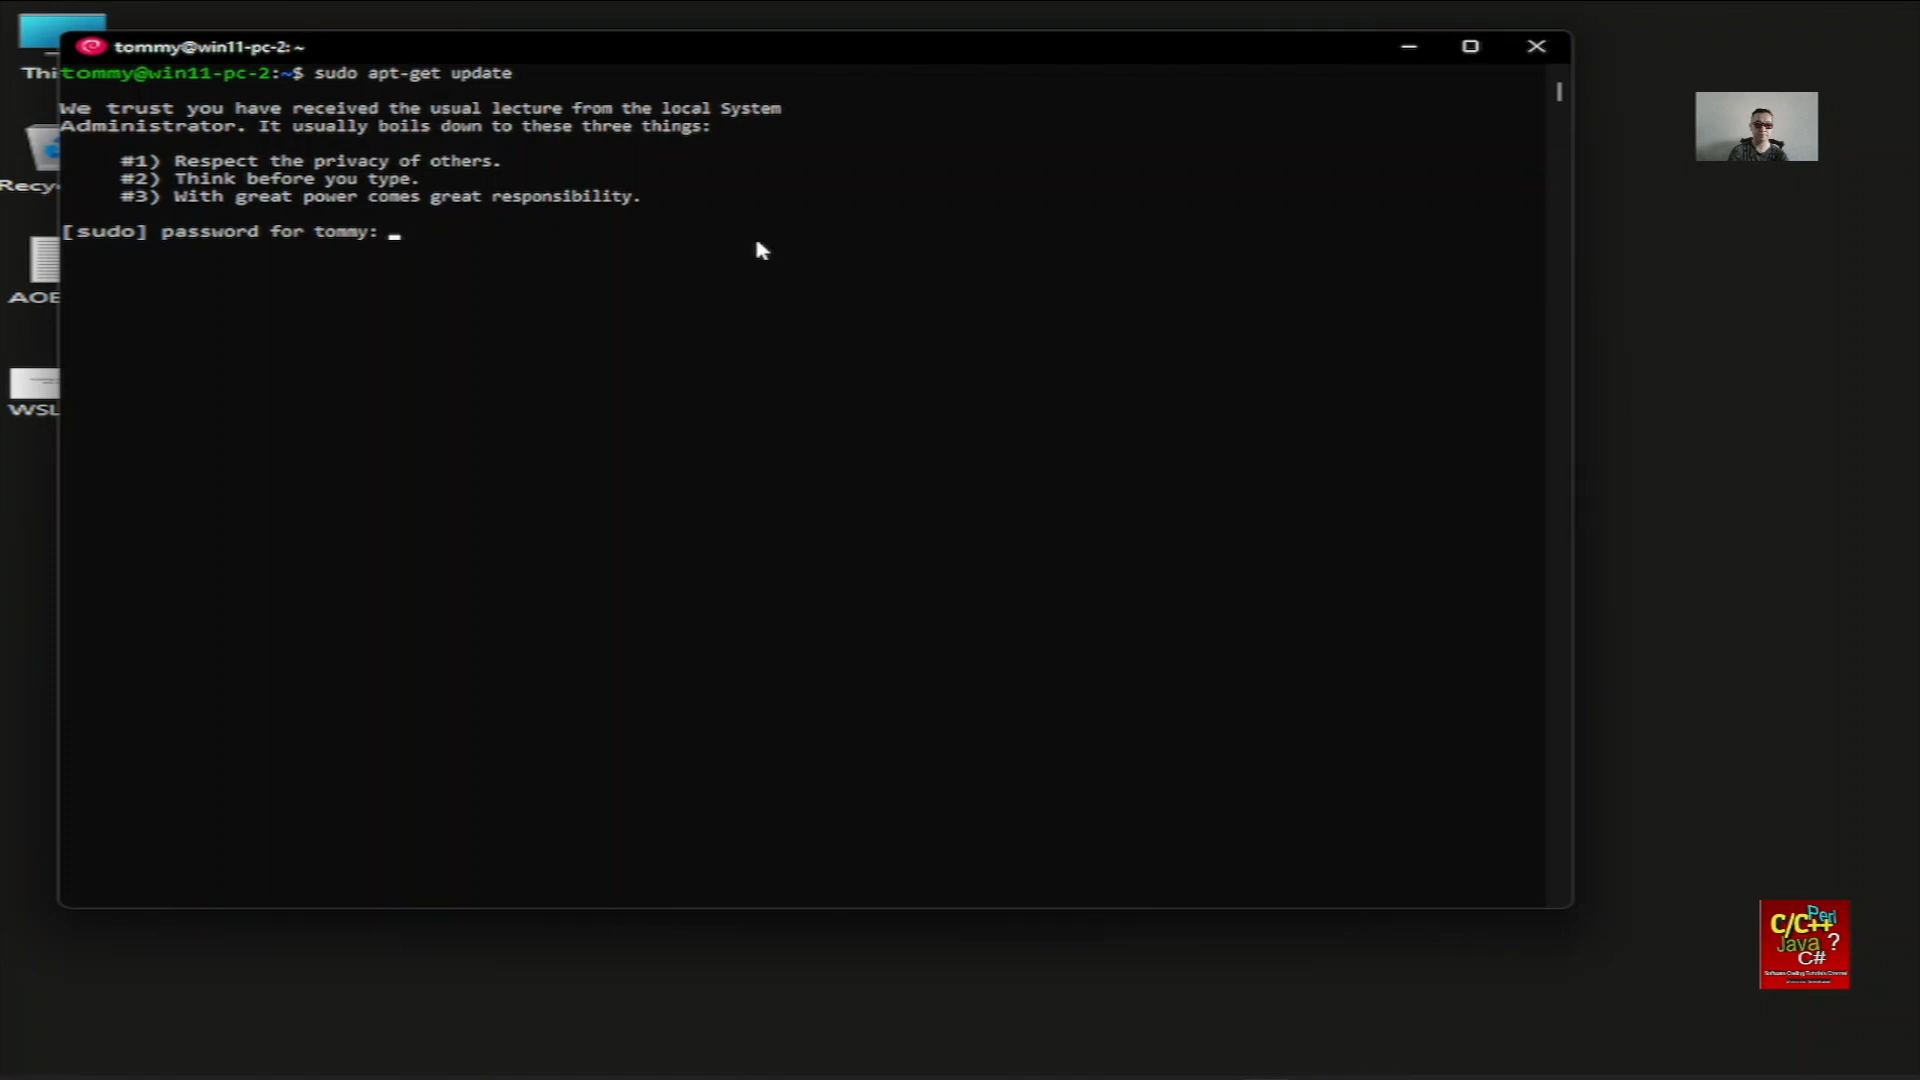 tommy@win11-pc-2: ~
Thi
tommy@win11-pc-2:~$ sudo apt-get update
We trust you have received the usual lecture from the local System
Administrator. It usually boils down to these three things:
#1) Respect the privacy of others.
#2) Think before you type.
#3) With great power comes great responsibility.
Recy
[sudo] password for tommy:
AOE
WSL
Perl
C/C++
Java ?
C#